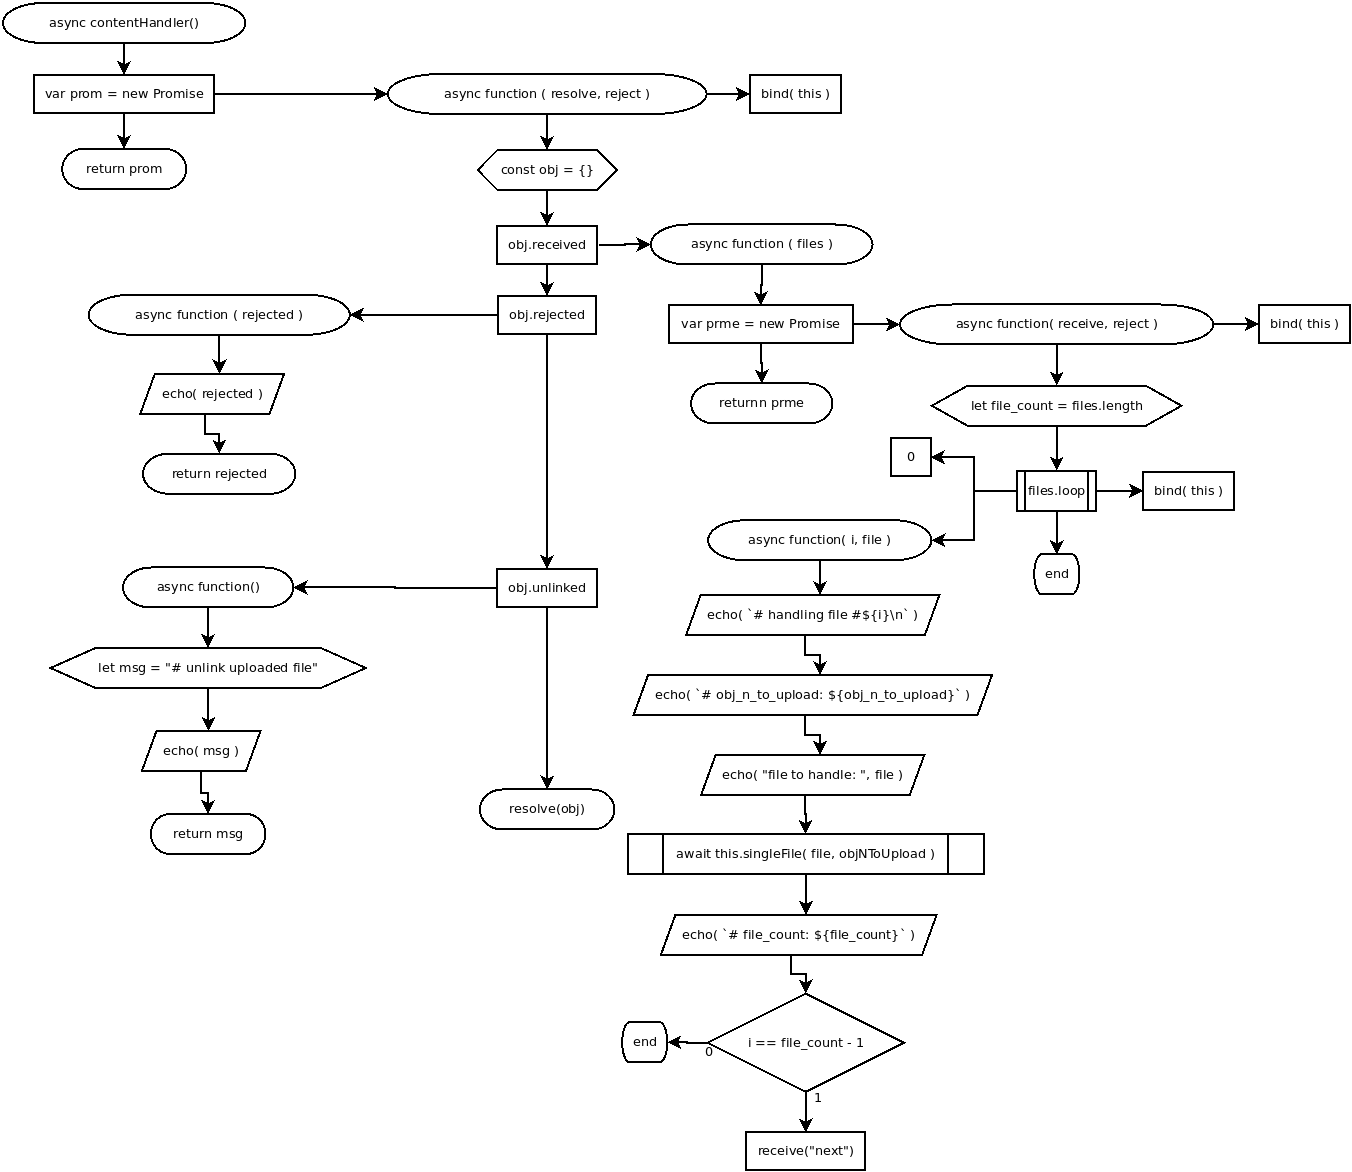 async contentHandler()
var prom = new Promise
async function ( resolve, reject )
bind( this )
return prom
const obj = {}
obj.received
async function ( files )
obj.rejected
async function ( rejected )
var prme = new Promise
async function( receive, reject )
bind( this )
echo( rejected )
returnn prme
let file_count = files.length
return rejected
0
files.loop
bind( this )
async function( i, file )
end
async function()
obj.unlinked
echo( `# handling file #${i}\n` )
let msg = "# unlink uploaded file"
echo( `# obj_n_to_upload: ${obj_n_to_upload}` )
echo( msg )
echo( "file to handle: ", file )
resolve(obj)
return msg
await this.singleFile( file, objNToUpload )
echo( `# file_count: ${file_count}` )
i == file_count - 1
end
0
1
receive("next")